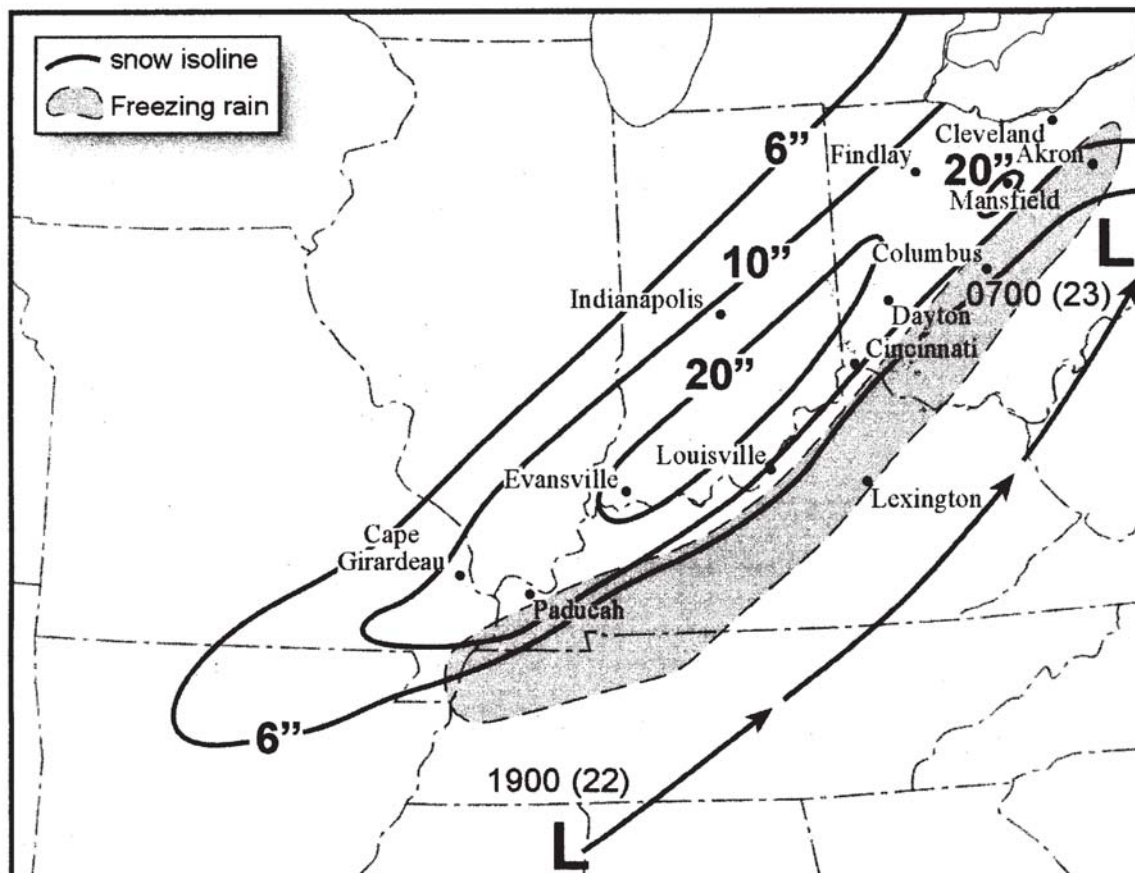 snow isoline
Freezing rain
6”
Cleveland
Findlay
20”
Akron
Mansfield
10”
Columbus
Indianapolis
0700 (23)
L
Dayton
Cincinnati
20”
Louisville
Evansville
Lexington
Cape
Girardeau
Paducah
6”
1900 (22)
L